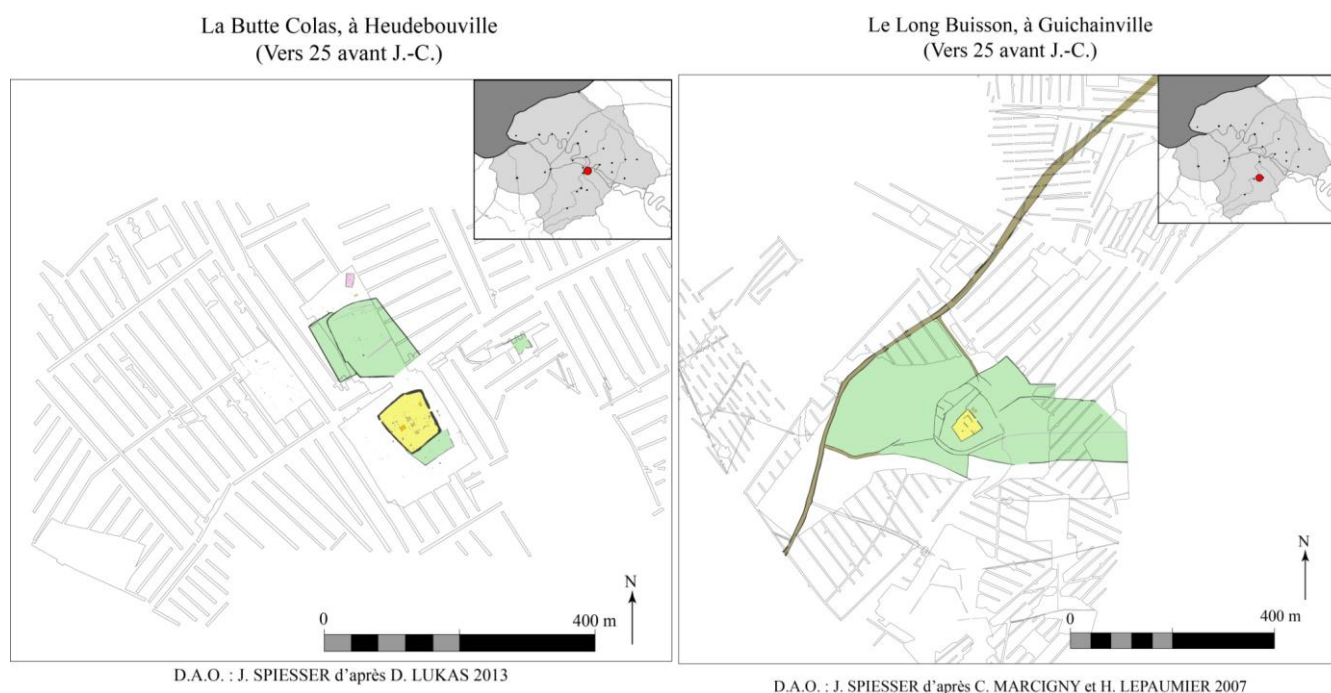 La Butte Colas, à Heudebouville
(Vers 25 avant J.-C.)
N
0
400 m
D.A.O. : J. SPIESSER d'après D. LUKAS 2013
Le Long Buisson, à Guichainville
(Vers 25 avant J.-C.)
N
0
400 m
D.A.O. : J. SPIESSER d'après C. MARCIGNY et H. LEPAUMIER 2007